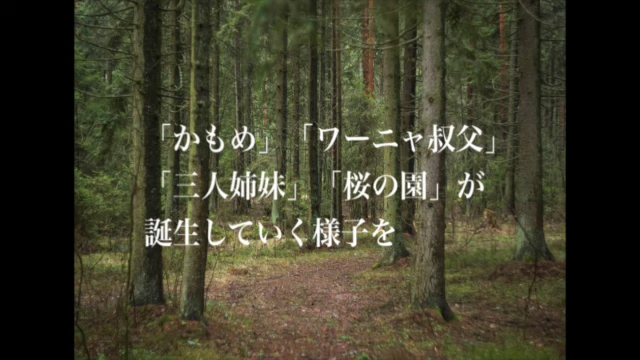 「かもめ」「ワーニャ叔父」
「三人姉妹」「桜の園」が
誕生していく様子を